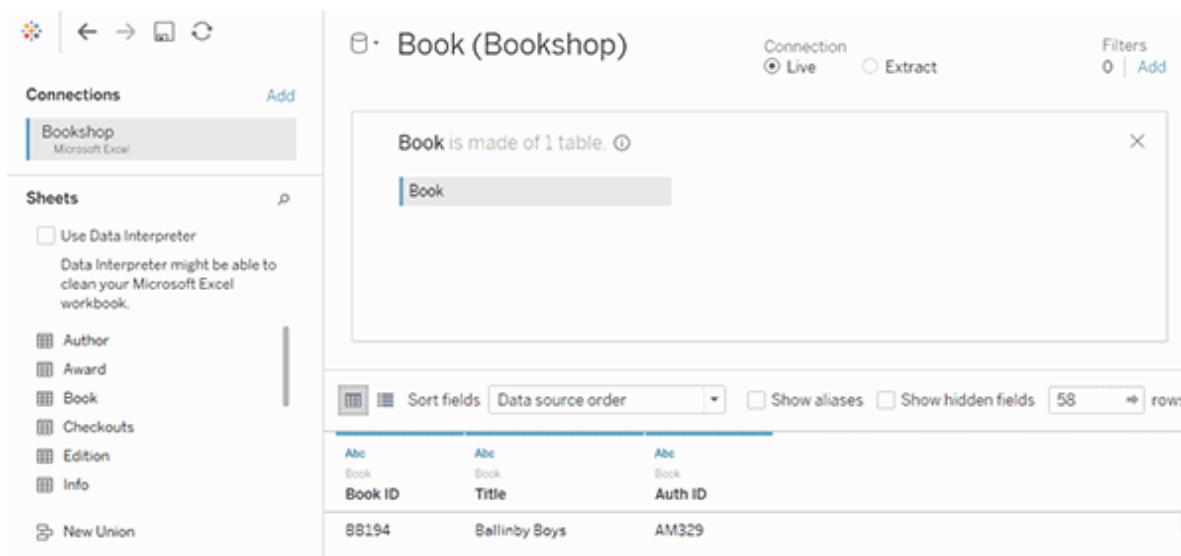 Book (Bookshop)
Connection
Live
Extract
Filters
0 | Add
Connections
Add
Bookshop
Microsoft Excel
Sheets
Use Data Interpreter
Data Interpreter might be able to
clean your Microsoft Excel
workbook.
Author
Award
Book
Checkouts
Edition
Info
New Union
Book is made of 1 table.
Book
Sort fields
Data source order
Show aliases
Show hidden fields
58
rows
Abc
Abc
Abc
Book
Book
Book
Book ID
Title
Auth ID
BB194
Ballinby Boys
AM329